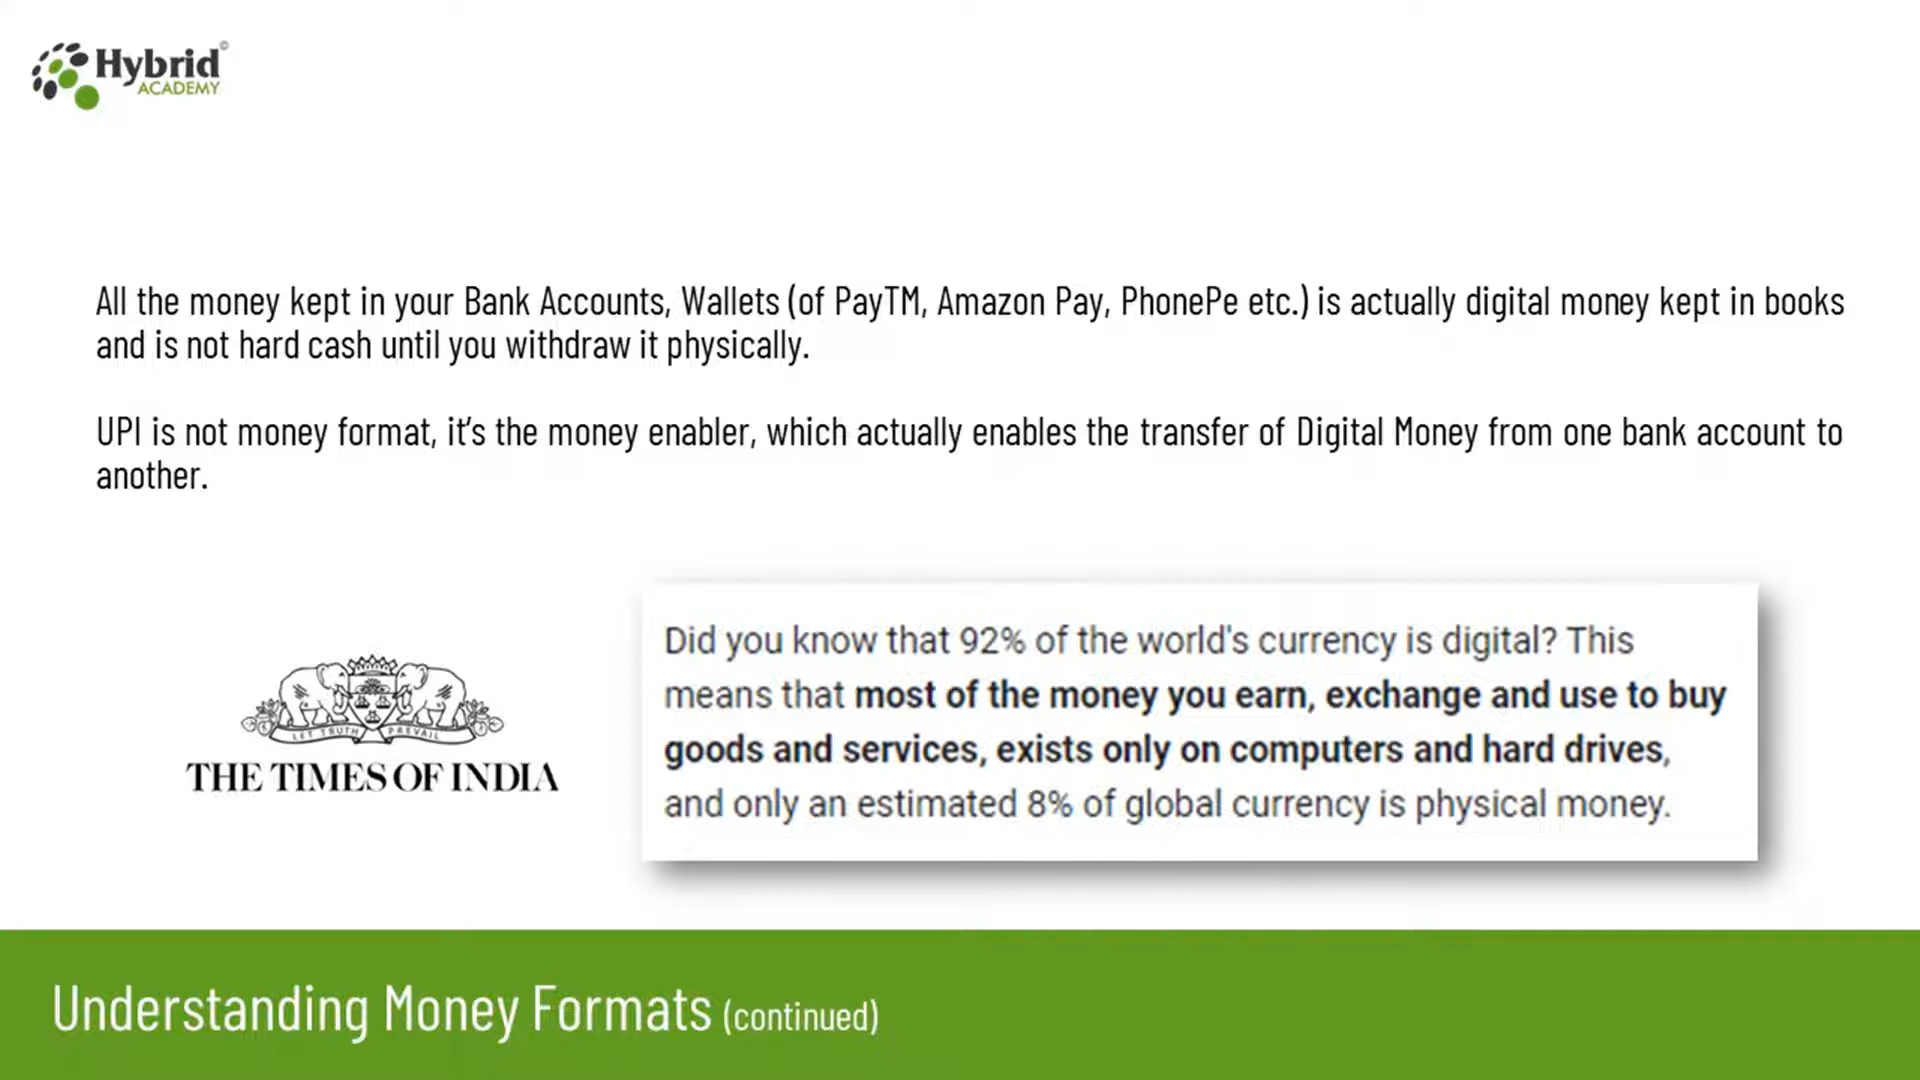 Hybrid©
ACADEMY
All the money kept in your Bank Accounts, Wallets (of PayTM, Amazon Pay, PhonePe etc.) is actually digital money kept in books
and is not hard cash until you withdraw it physically.
UPI is not money format, it’s the money enabler, which actually enables the transfer of Digital Money from one bank account to
another.
LET TRUTH PREVAIL
THE TIMES OF INDIA
Did you know that 92% of the world's currency is digital? This
means that most of the money you earn, exchange and use to buy
goods and services, exists only on computers and hard drives,
and only an estimated 8% of global currency is physical money.
Understanding Money Formats (continued)